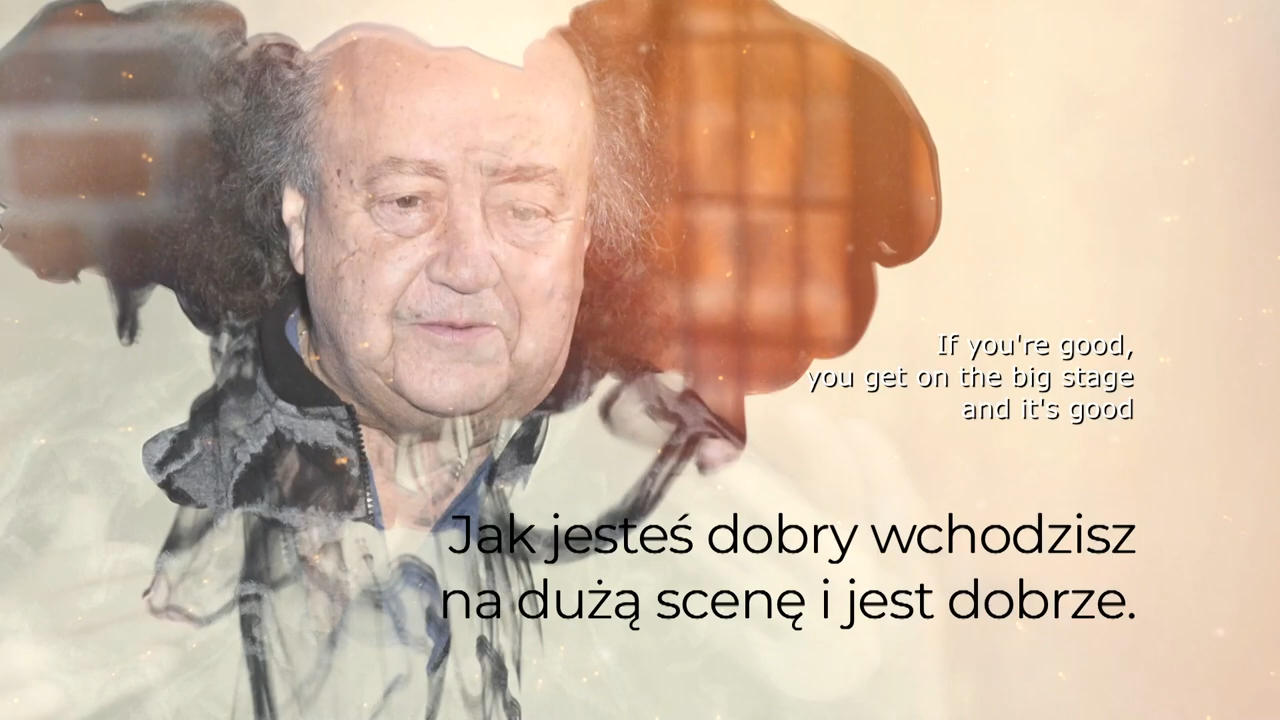 If you're good,
you get on the big stage
and it's good
Jak jesteś dobry wchodzisz
na dużą scenę i jest dobrze.